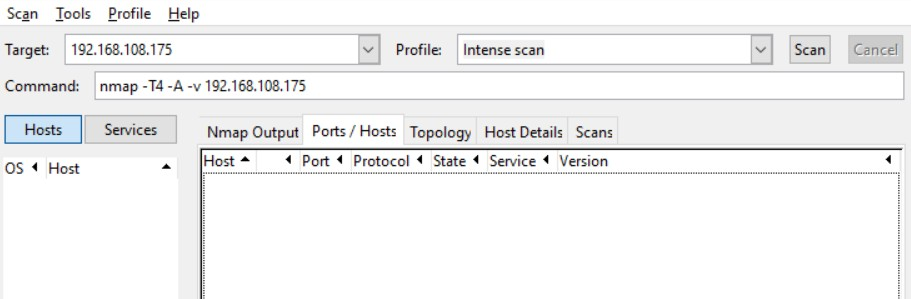 Scan Tools Profile Help
Target: 192.168.108.175 Profile: Intense scan Scan Cancel
Command: nmap -T4 -A -v 192.168.108.175
Hosts Services Nmap Output Ports / Hosts Topology Host Details Scans
OS Host Host Port Protocol State Service Version